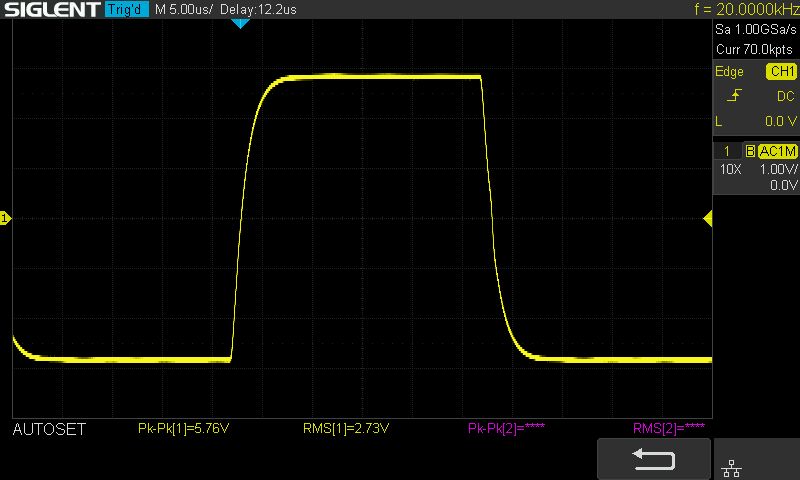 SIGLENT Trig'd M 5.00us/ Delay:12.2us f = 20.0000kHz
Sa 1.00GSa/s
Curr 70.0kpts
Edge CH1
DC
L 0.0 V
1 B AC1M
10X 1.00V/
0.0V
1
AUTOSET Pk-Pk[1]=5.76V RMS[1]=2.73V Pk-Pk[2]=**** RMS[2]=****